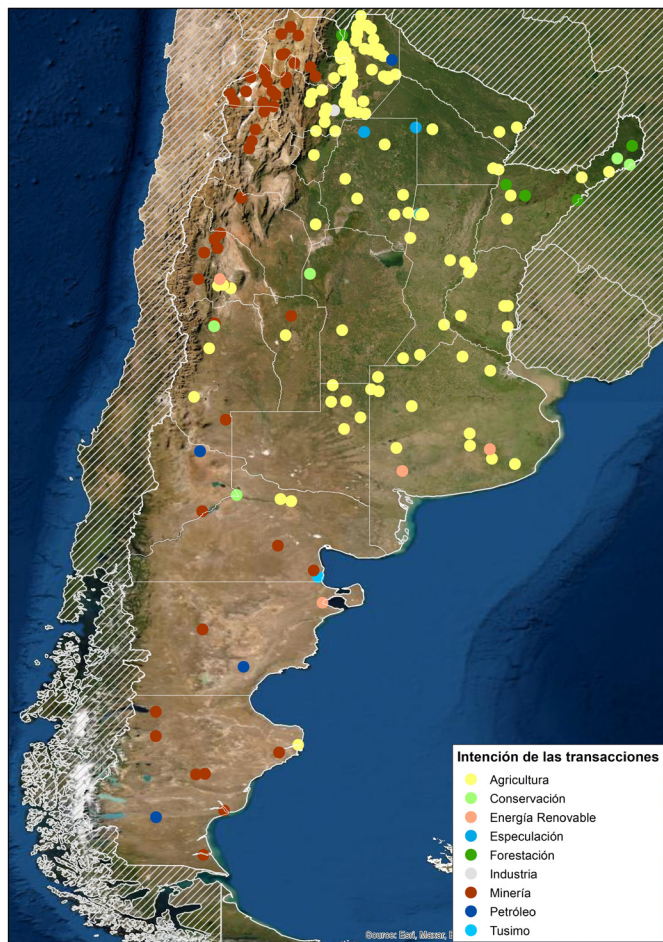 Intención de las transacciones
Agricultura
Conservación
Energía Renovable
Especulación
Forestación
Industria
Minería
Petróleo
Tusimo
Source: Esri, Maxar,